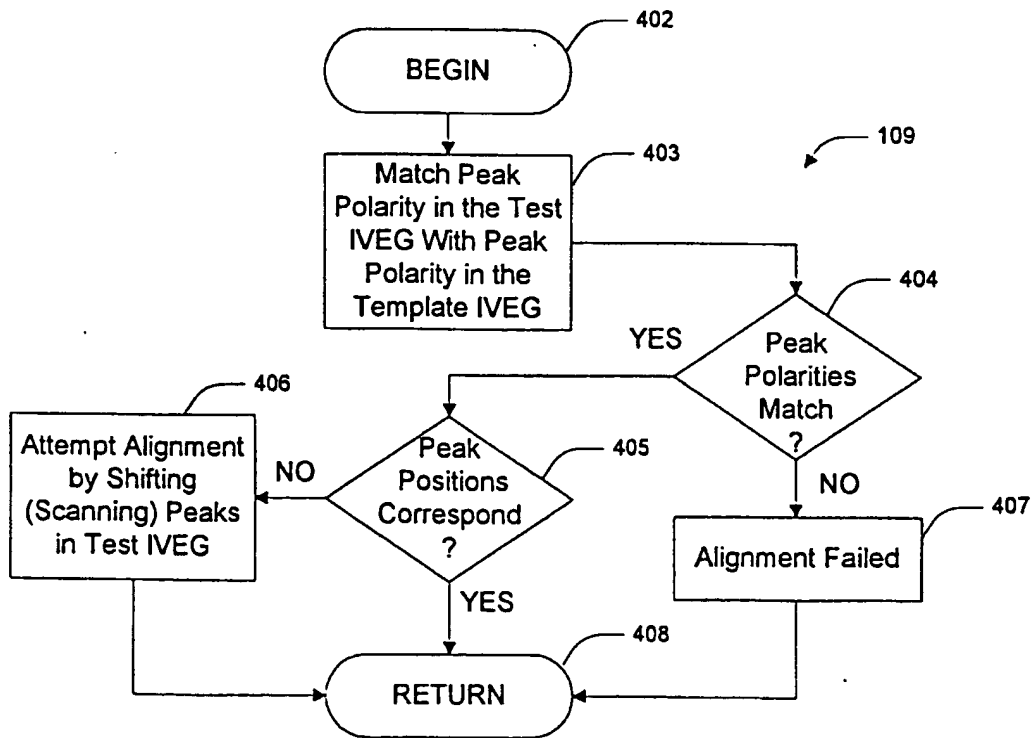 402
BEGIN
403
109
Match Peak
Polarity in the Test
IVEG With Peak
Polarity in the
Template IVEG
404
YES
Peak
Polarities
Match
?
406
Attempt Alignment
by Shifting
(Scanning) Peaks
in Test IVEG
NO
Peak
Positions
Correspond
?
405
NO
407
Alignment Failed
YES
408
RETURN